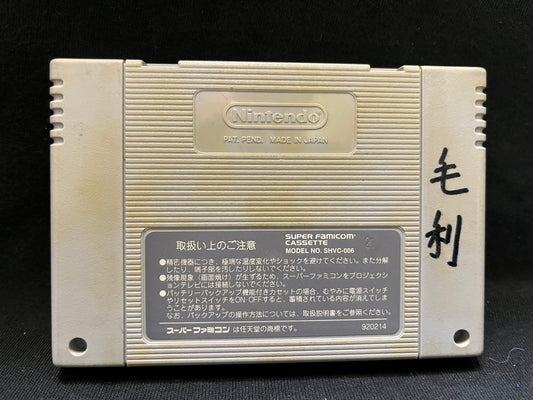 Nintendo
PAT. PEND. MADE IN JAPAN
毛利
取扱い上のご注意
SUPER FAMICOM
CASSETTE
MODEL NO. SHVC-006
●精密機器につき、極端な温度変化やショックを避けてください。また分解
したり、端子部を汚したりしないでください。
●残像現象(画面焼け)が生ずるため、スーパーファミコンをプロジェクシ
ョンテレビには接続しないでください。
●バッテリーバックアップ機能付きカセットの場合、むやみに電源スイッチ
やリセットスイッチをON・OFFすると、蓄積されている内容が消えてしま
うことがあります。
なお、バックアップの操作方法については、取扱説明書をご参照ください。
スーパーファミコン は任天堂の商標です。
920214